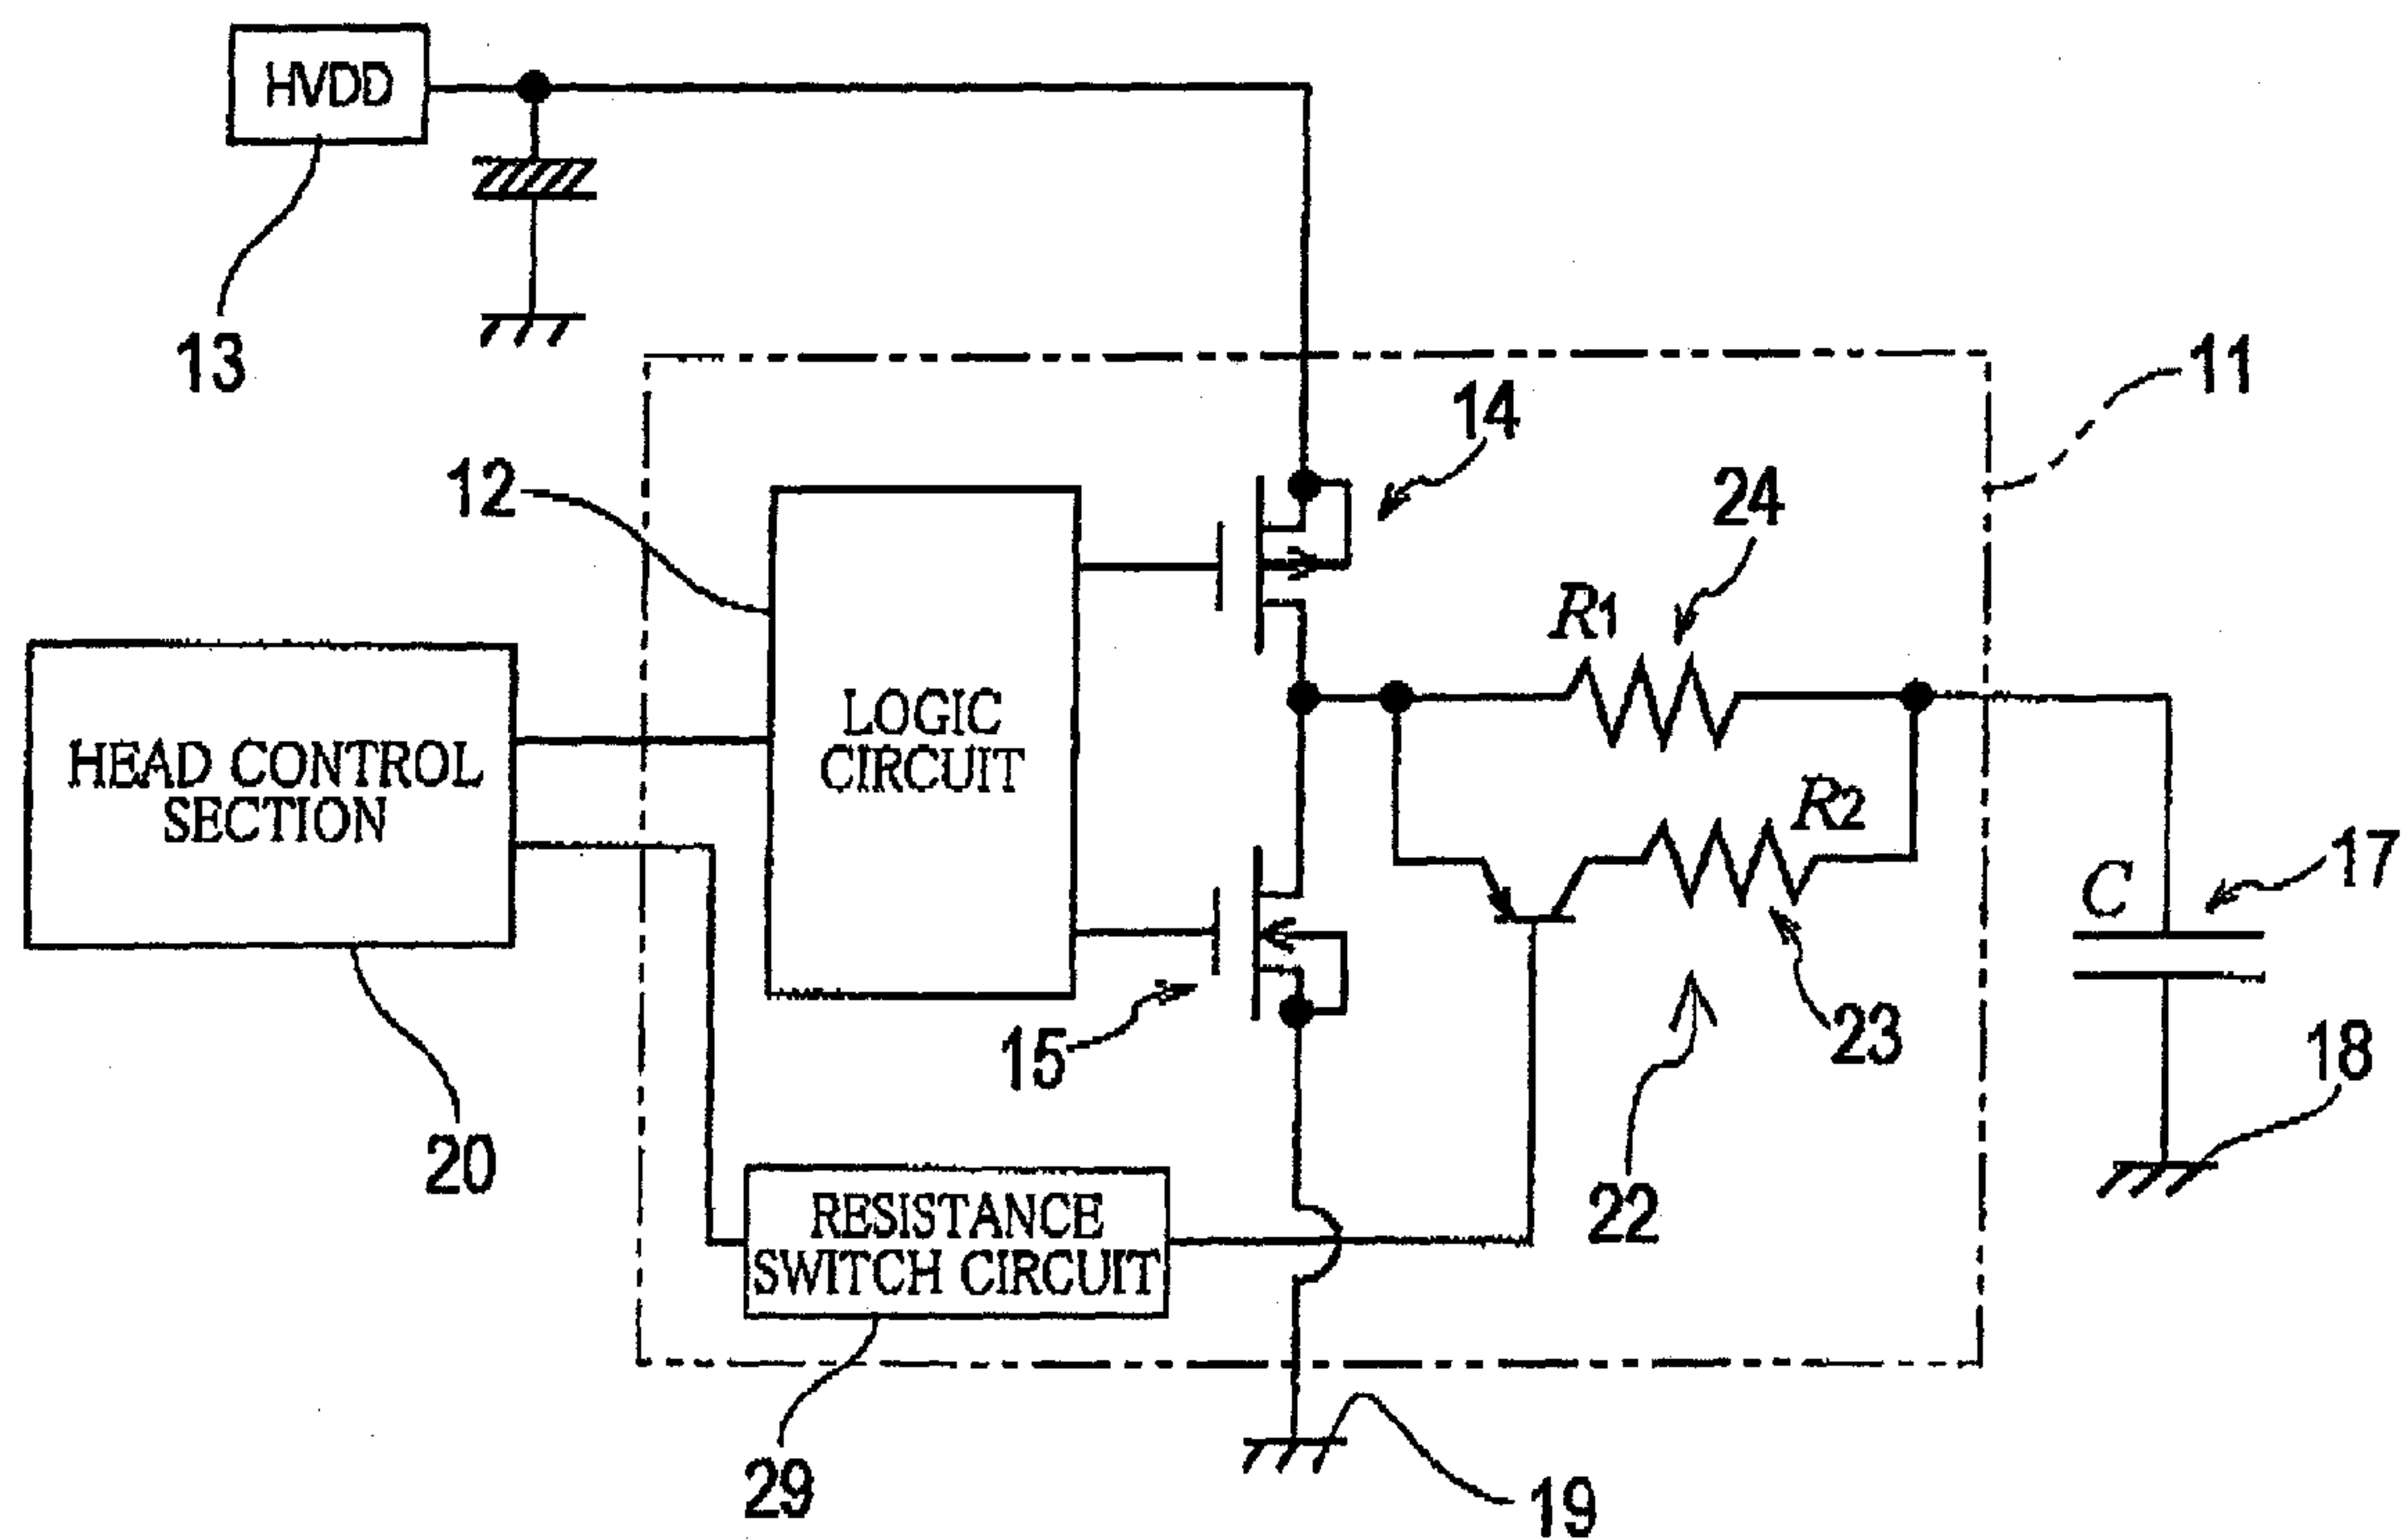 HVDD
13
11
14
12
24
R1
LOGIC
CIRCUIT
HEAD CONTROL
SECTION
R2
C
17
15
23
18
20
22
RESISTANCE
SWITCH CIRCUIT
29
19